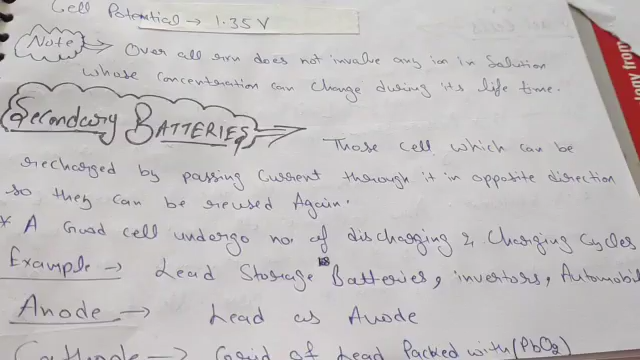 Cell Potential → 1.35 V
Note ⇒ Over all rxn does not involve any ion in Solution
whose concentration can change during its life time.
Secondary BATTERIES ⇒ Those cell which can be
recharged by passing Current through it in opposite direction
so they can be reused Again.
* A Good cell undergo no. of discharging & Charging Cycles
Example → Lead Storage Batteries, invertors, Automobil
Anode → Lead as Anode
Cathode → Grid of Lead Packed with (PbO2)